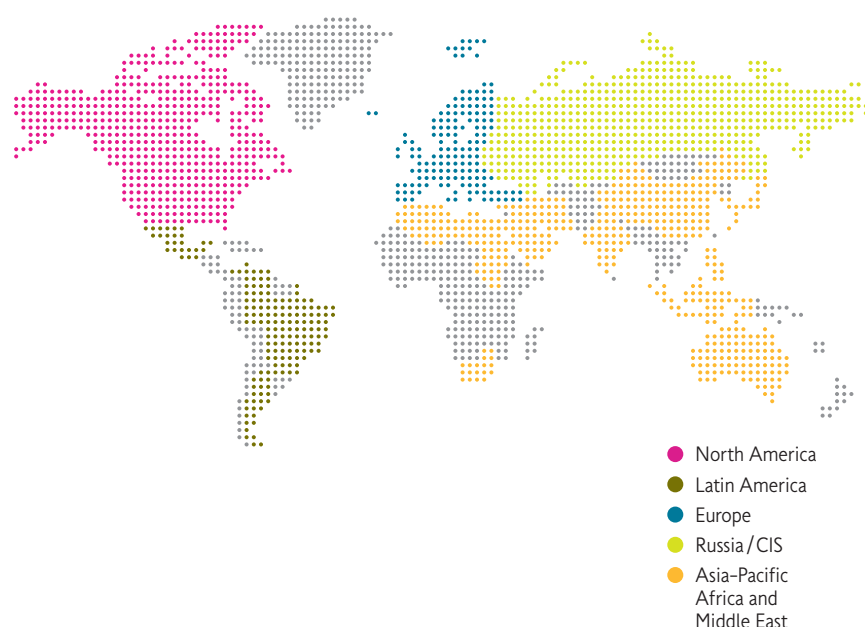 North America
Latin America
Europe
Russia / CIS
Asia-Pacific
Africa and
Middle East